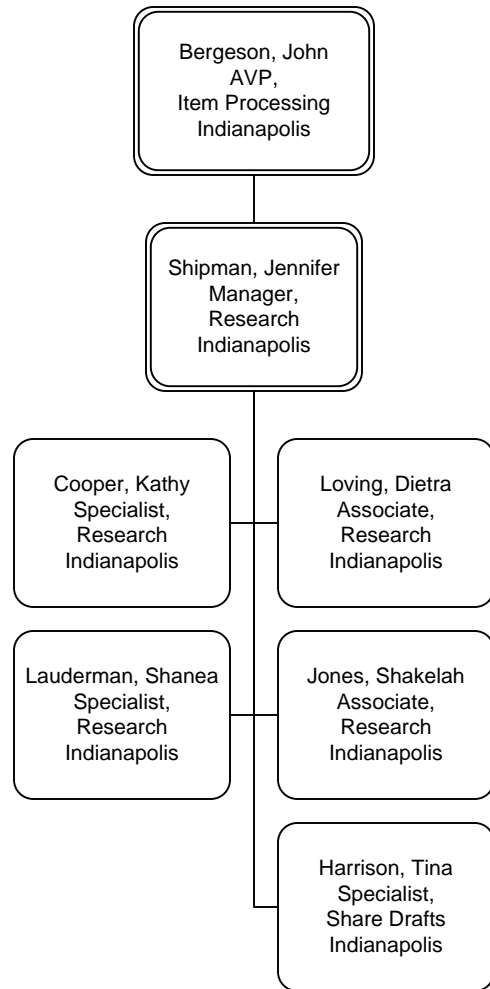 Bergeson, John
AVP,
Item Processing
Indianapolis
Shipman, Jennifer
Manager,
Research
Indianapolis
Cooper, Kathy
Specialist,
Research
Indianapolis
Loving, Dietra
Associate,
Research
Indianapolis
Lauderman, Shanea
Specialist,
Research
Indianapolis
Jones, Shakelah
Associate,
Research
Indianapolis
Harrison, Tina
Specialist,
Share Drafts
Indianapolis